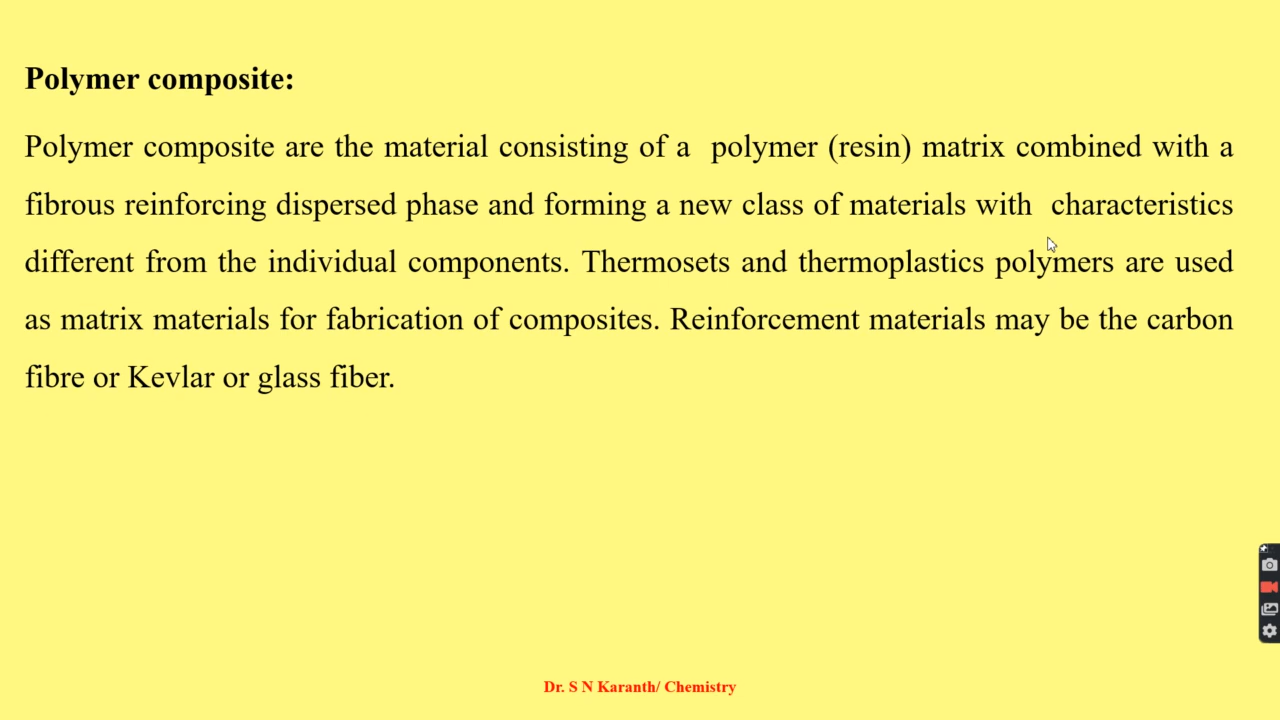 Polymer composite:
Polymer composite are the material consisting of a  polymer (resin) matrix combined with a
fibrous reinforcing dispersed phase and forming a new class of materials with  characteristics
different from the individual components. Thermosets and thermoplastics polymers are used
as matrix materials for fabrication of composites. Reinforcement materials may be the carbon
fibre or Kevlar or glass fiber.
Dr. S N Karanth/ Chemistry